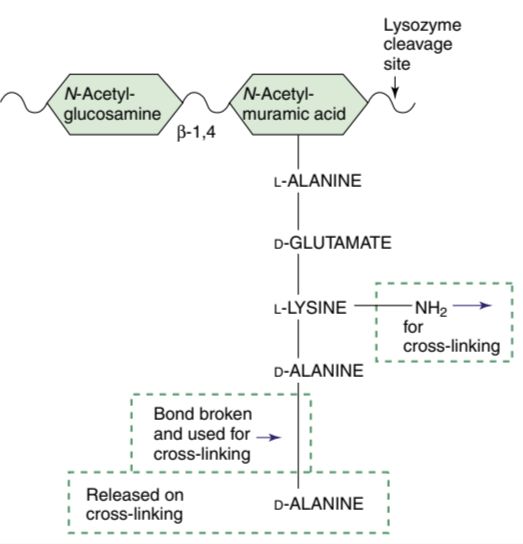 Lysozyme
cleavage
site
N-Acetyl-
glucosamine
β-1,4
N-Acetyl-
muramic acid
L-ALANINE
D-GLUTAMATE
L-LYSINE
NH₂
for
cross-linking
D-ALANINE
Bond broken
and used for
cross-linking
Released on
cross-linking
D-ALANINE